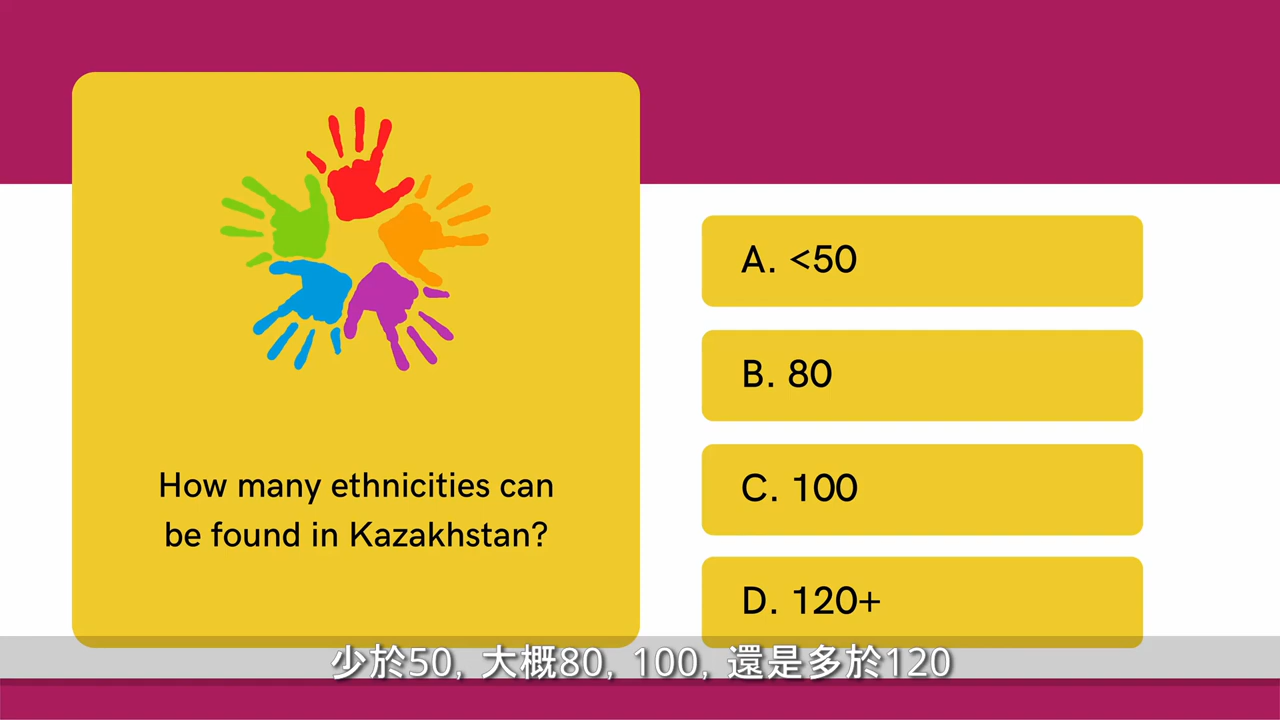 How many ethnicities can
be found in Kazakhstan?
A. <50
B. 80
C. 100
D. 120+
少於50, 大概80, 100, 還是多於120